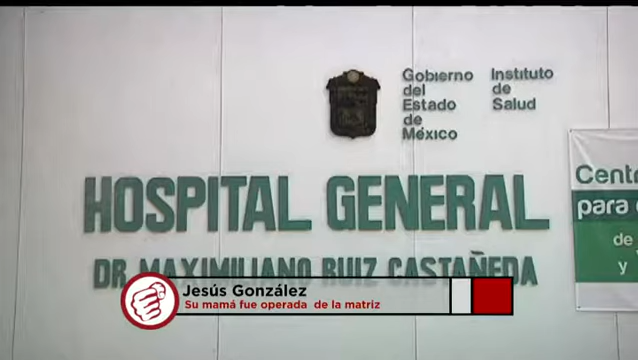 Gobierno
del
Estado
de
México
Instituto
de
Salud
HOSPITAL GENERAL
DR. MAXIMILIANO RUIZ CASTAÑEDA
Centr
para
de
y
Jesús González
Su mamá fue operada de la matriz